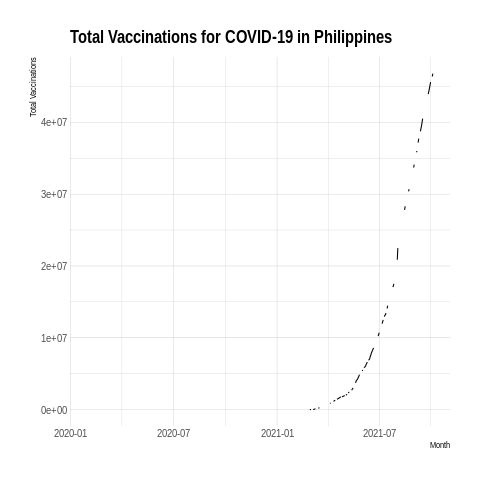 Total Vaccinations for COVID-19 in Philippines
Total Vaccinations
4e+07
3e+07
2e+07
1e+07
0e+00
2020-01 2020-07 2021-01 2021-07
Month